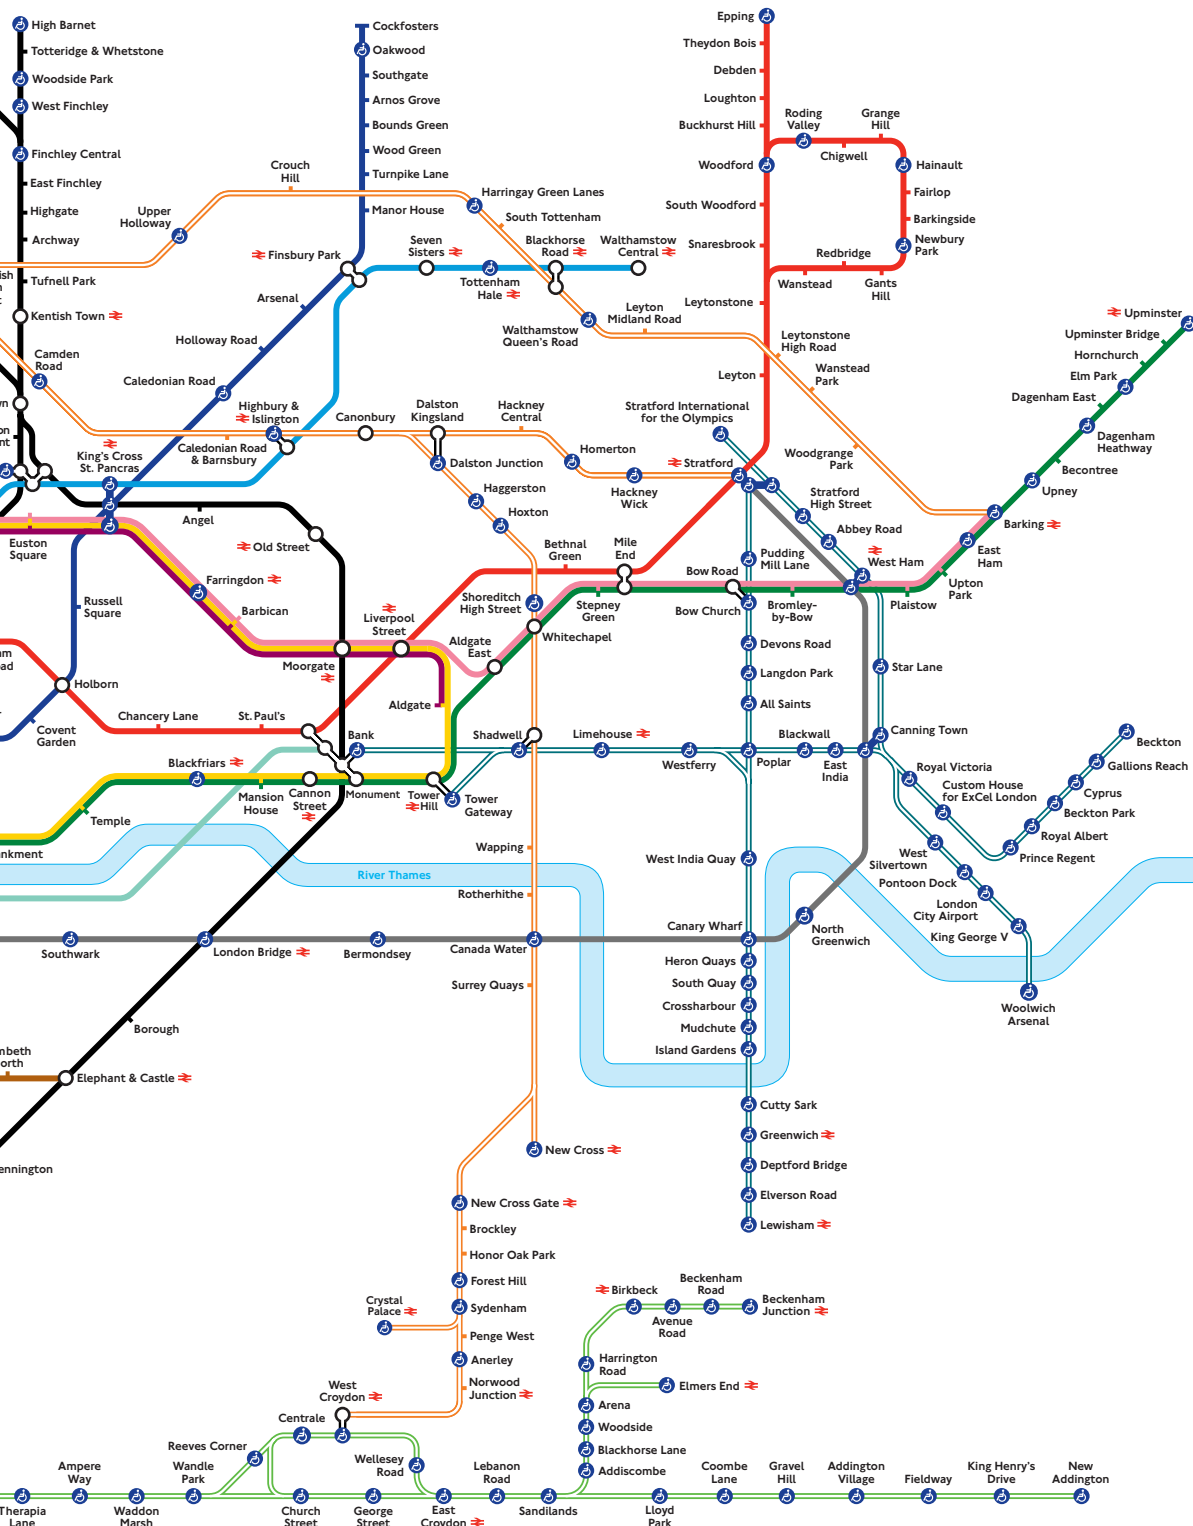 High Barnet
Totteridge & Whetstone
Woodside Park
West Finchley
Finchley Central
East Finchley
Highgate
Archway
Tufnell Park
Kentish Town
Cockfosters
Oakwood
Southgate
Arnos Grove
Bounds Green
Wood Green
Turnpike Lane
Manor House
Crouch
Hill
Upper
Holloway
Harringay Green Lanes
South Tottenham
Finsbury Park
Seven
Sisters
Blackhorse
Road
Walthamstow
Central
Tottenham
Hale
Arsenal
Holloway Road
Caledonian Road
Walthamstow
Queen's Road
Leyton
Midland Road
Epping
Theydon Bois
Debden
Loughton
Buckhurst Hill
Woodford
South Woodford
Snaresbrook
Leytonstone
Leyton
Roding
Valley
Grange
Hill
Chigwell
Hainault
Fairlop
Barkingside
Newbury
Park
Redbridge
Wanstead
Gants
Hill
Leytonstone
High Road
Wanstead
Park
Woodgrange
Park
Upminster
Upminster Bridge
Hornchurch
Elm Park
Dagenham East
Dagenham
Heathway
Becontree
Upney
Barking
East
Ham
Upton
Park
Plaistow
Camden
Road
Highbury &
Islington
Caledonian Road
& Barnsbury
Canonbury
Dalston
Kingsland
Hackney
Central
Dalston Junction
Homerton
Hackney
Wick
Haggerston
Hoxton
Stratford International
for the Olympics
Stratford
Stratford
High Street
Abbey Road
West Ham
Pudding
Mill Lane
King's Cross
St. Pancras
Angel
Old Street
Euston
Square
Farringdon
Barbican
Russell
Square
Liverpool
Street
Moorgate
Bethnal
Green
Mile
End
Shoreditch
High Street
Stepney
Green
Bow Road
Bow Church
Bromley-
by-Bow
Whitechapel
Aldgate
East
Aldgate
Devons Road
Langdon Park
All Saints
Star Lane
Holborn
Covent
Garden
Chancery Lane
St. Paul's
Bank
Shadwell
Limehouse
Westferry
Poplar
Blackwall
East
India
Canning Town
Royal Victoria
Custom House
for ExCel London
Beckton
Gallions Reach
Cyprus
Beckton Park
Royal Albert
Prince Regent
West
Silvertown
Pontoon Dock
London
City Airport
King George V
Woolwich
Arsenal
Blackfriars
Mansion
House
Cannon
Street
Monument
Tower
Hill
Tower
Gateway
Temple
nkment
Wapping
River Thames
Rotherhithe
West India Quay
Canary Wharf
North
Greenwich
Heron Quays
South Quay
Crossharbour
Mudchute
Island Gardens
Cutty Sark
Greenwich
Deptford Bridge
Elverson Road
Lewisham
Southwark
London Bridge
Bermondsey
Canada Water
Surrey Quays
Borough
mbeth
orth
Elephant & Castle
ennington
New Cross
New Cross Gate
Brockley
Honor Oak Park
Forest Hill
Sydenham
Crystal
Palace
Penge West
Anerley
Norwood
Junction
West
Croydon
Birkbeck
Avenue
Road
Beckenham
Road
Beckenham
Junction
Harrington
Road
Elmers End
Arena
Woodside
Blackhorse Lane
Addiscombe
Centrale
Reeves Corner
Wellesey
Road
Therapia
Lane
Ampere
Way
Waddon
Marsh
Wandle
Park
Church
Street
George
Street
East
Croydon
Lebanon
Road
Sandilands
Lloyd
Park
Coombe
Lane
Gravel
Hill
Addington
Village
Fieldway
King Henry's
Drive
New
Addington